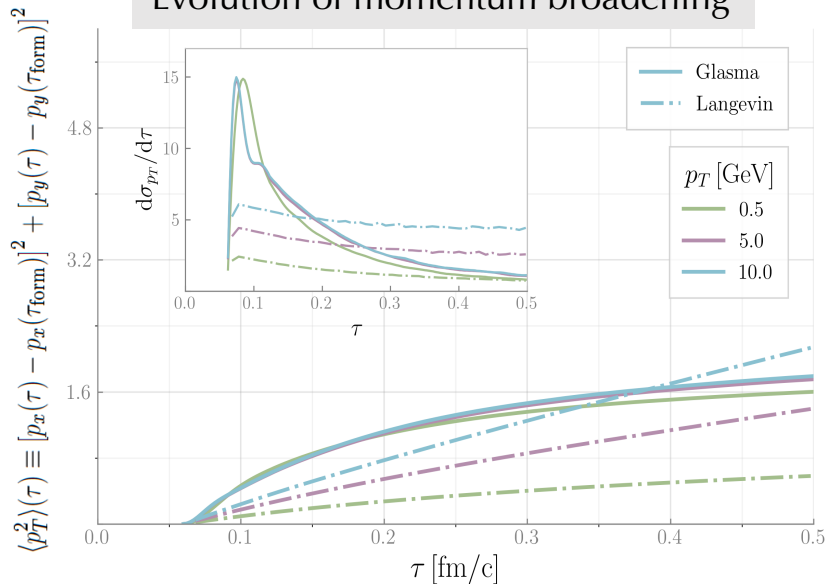 Evolution of momentum broadening
⟨p_T^2⟩(τ) ≡ [p_x(τ) − p_x(τ_form)]^2 + [p_y(τ) − p_y(τ_form)]^2
4.8
3.2
1.6
0.0 0.1 0.2 0.3 0.4 0.5
τ [fm/c]
dσ_{p_T}/dτ
15
10
5
0.0 0.1 0.2 0.3 0.4 0.5
τ
Glasma
Langevin
p_T [GeV]
0.5
5.0
10.0